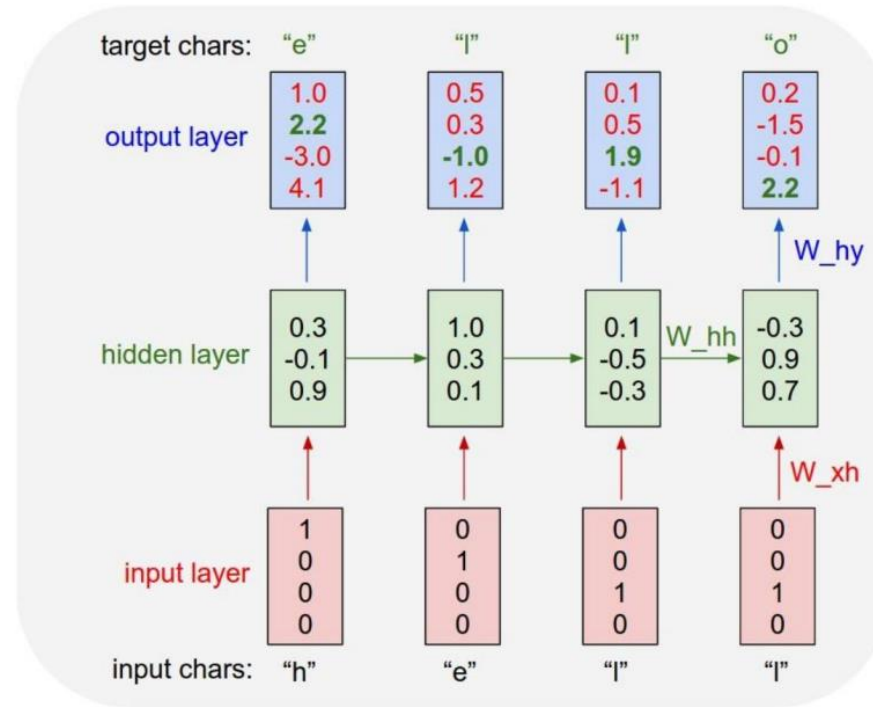 target chars: “e” “l” “l” “o”
1.0 0.5 0.1 0.2
2.2 0.3 0.5 -1.5
output layer
-3.0 -1.0 1.9 -0.1
4.1 1.2 -1.1 2.2
W_hy
0.3 1.0 0.1 W_hh -0.3
hidden layer -0.1 0.3 -0.5 0.9
0.9 0.1 -0.3 0.7
W_xh
1 0 0 0
0 1 0 0
input layer
0 0 1 1
0 0 0 0
input chars: “h” “e” “l” “l”